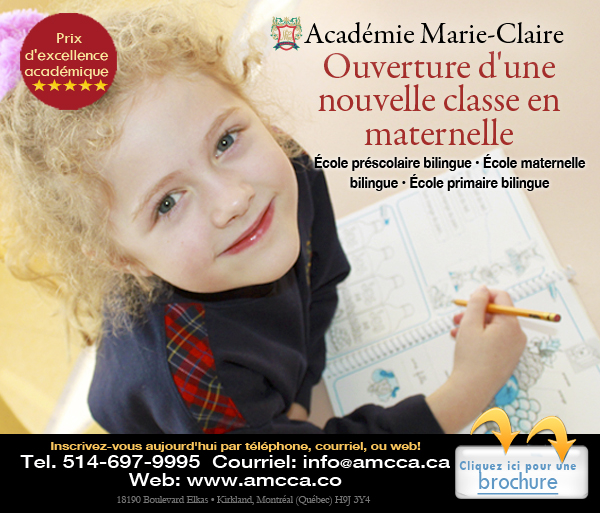 Prix
d'excellence
académique
Académie Marie-Claire
Ouverture d'une
nouvelle classe en
maternelle
École préscolaire bilingue • École maternelle
bilingue • École primaire bilingue
Inscrivez-vous aujourd'hui par téléphone, courriel, ou web!
Tel. 514-697-9995 Courriel: info@amcca.ca
Web: www.amcca.co
18190 Boulevard Elkas • Kirkland, Montréal (Québec) H9J 3Y4
Cliquez ici pour une
brochure